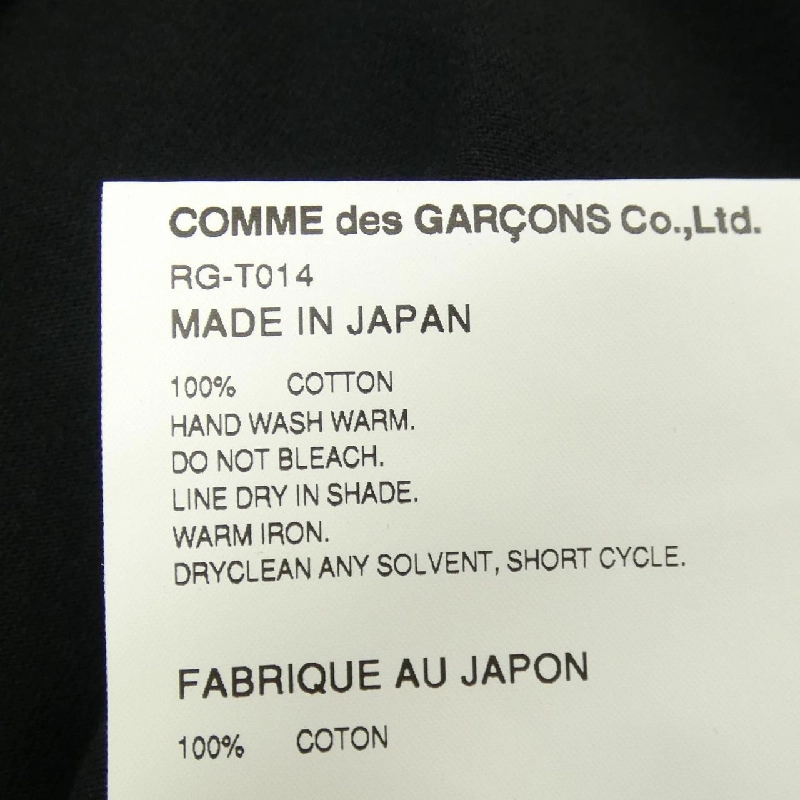 COMME des GARÇONS Co.,Ltd.
RG-T014
MADE IN JAPAN
100% COTTON
HAND WASH WARM.
DO NOT BLEACH.
LINE DRY IN SHADE.
WARM IRON.
DRYCLEAN ANY SOLVENT, SHORT CYCLE.
FABRIQUE AU JAPON
100% COTON